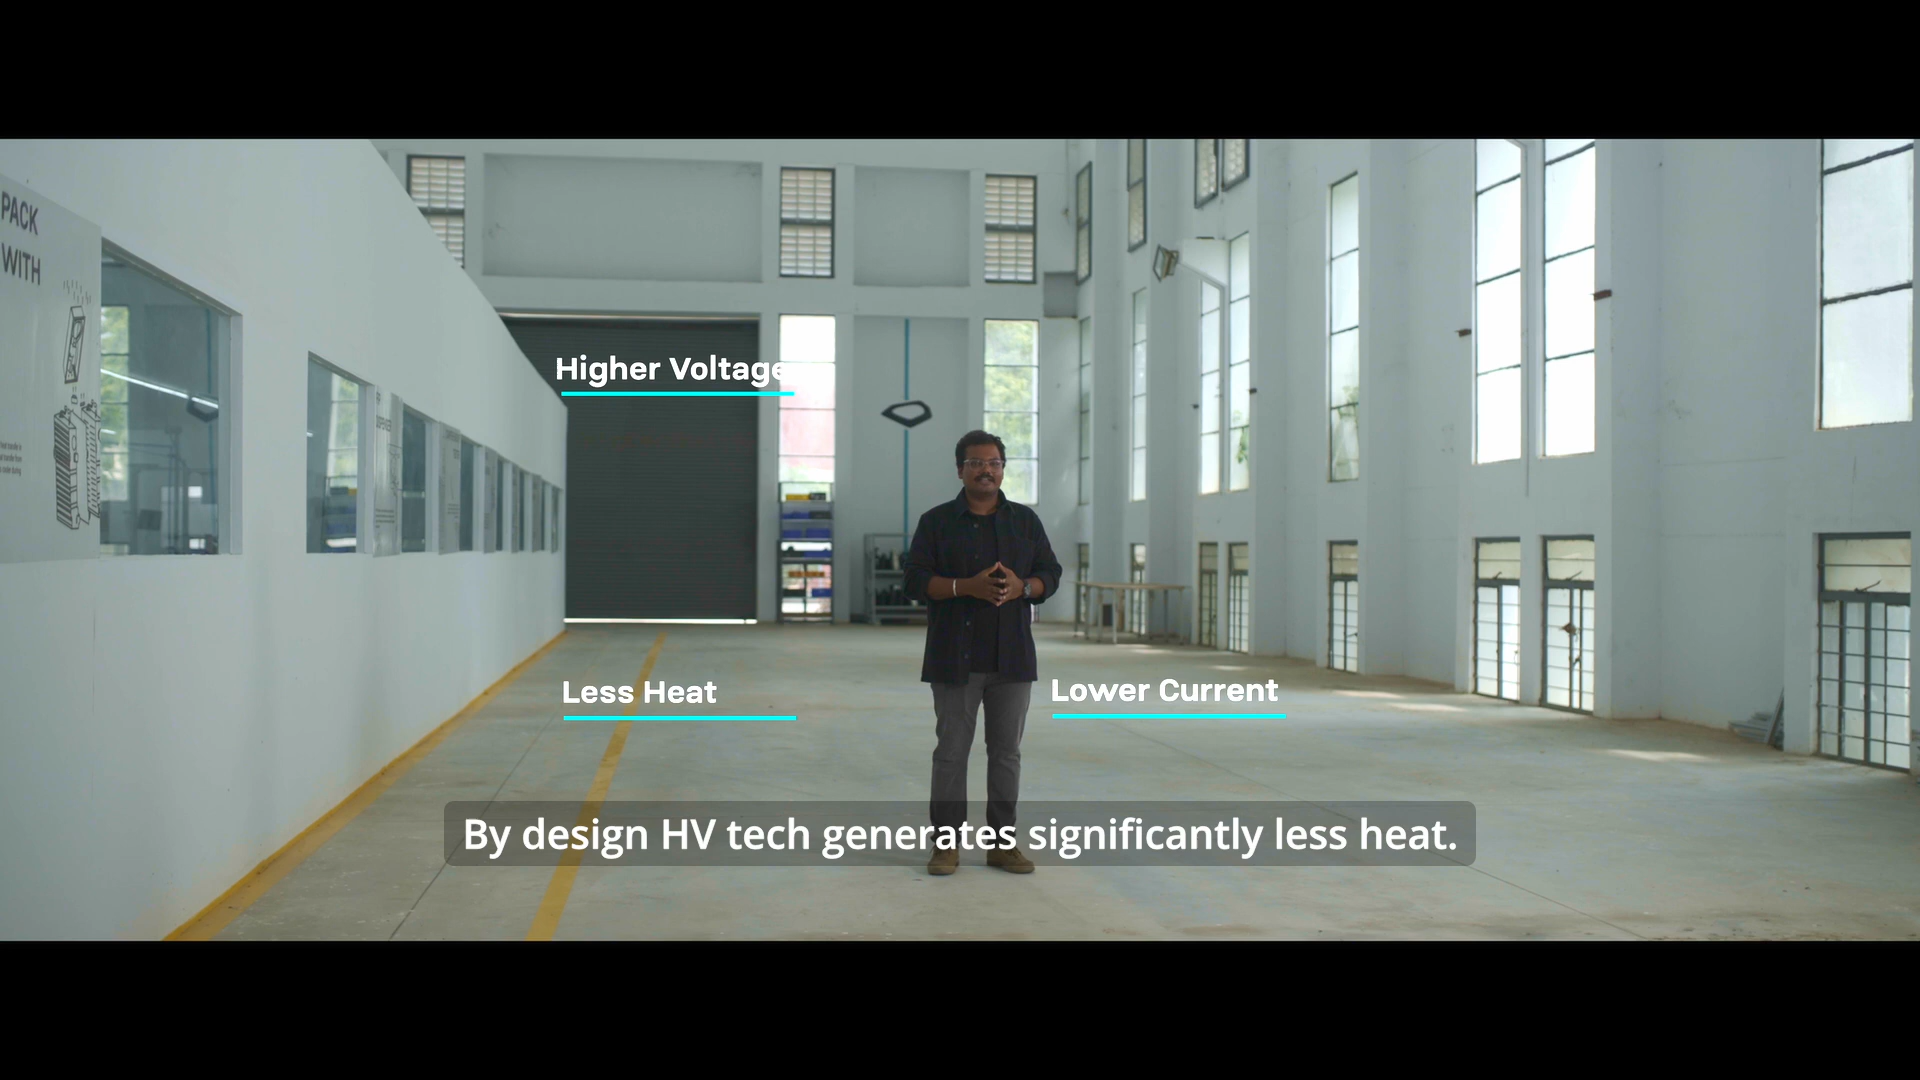 PACK
WITH
Higher Voltage
Less Heat
Lower Current
By design HV tech generates significantly less heat.